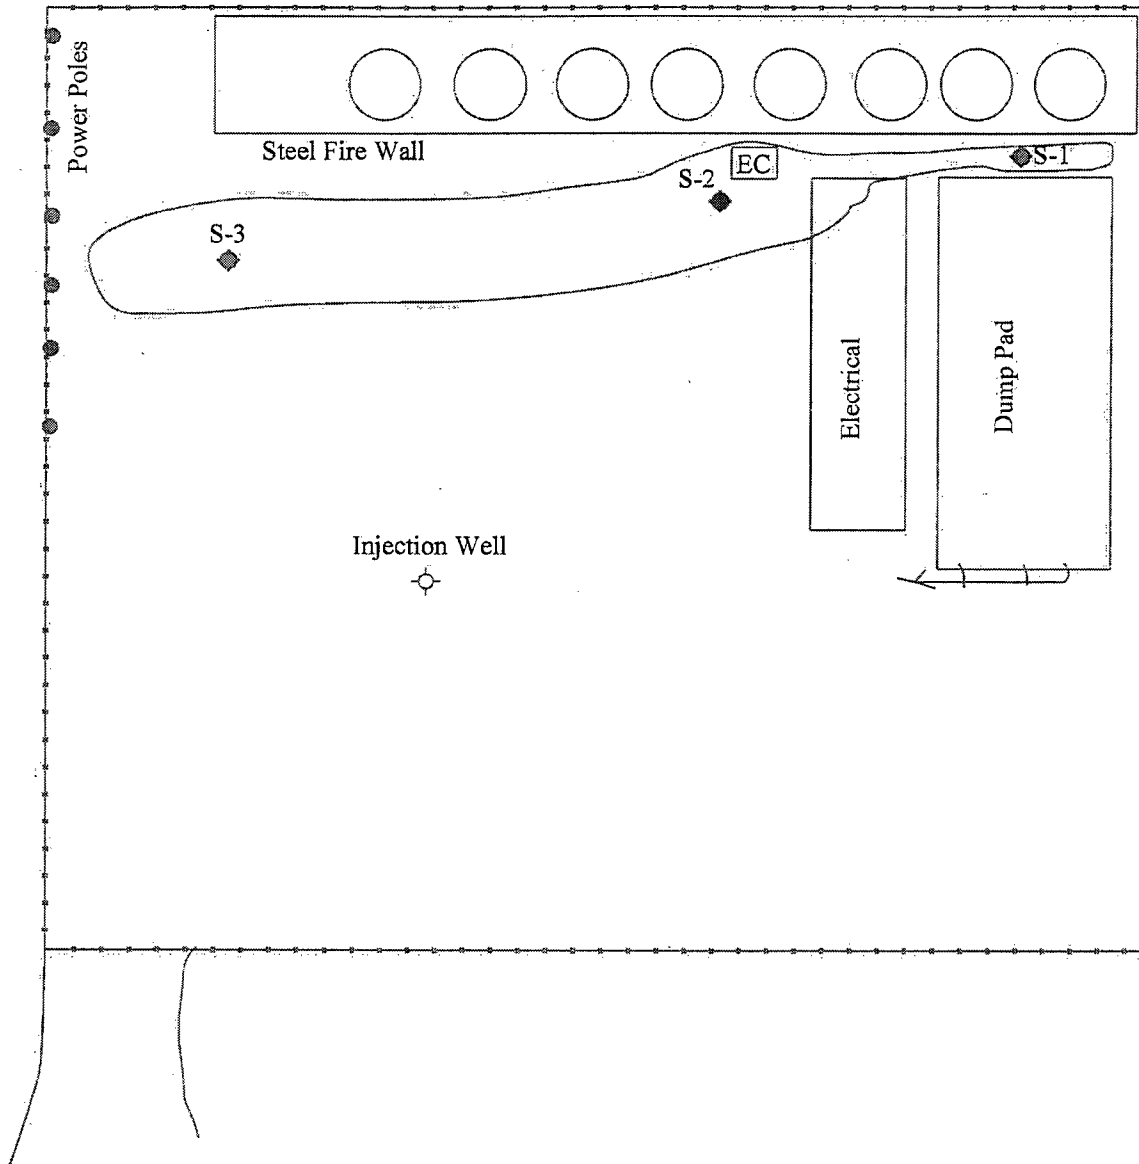 Power Poles
Steel Fire Wall
EC
S-1
S-2
S-3
Electrical
Dump Pad
Injection Well